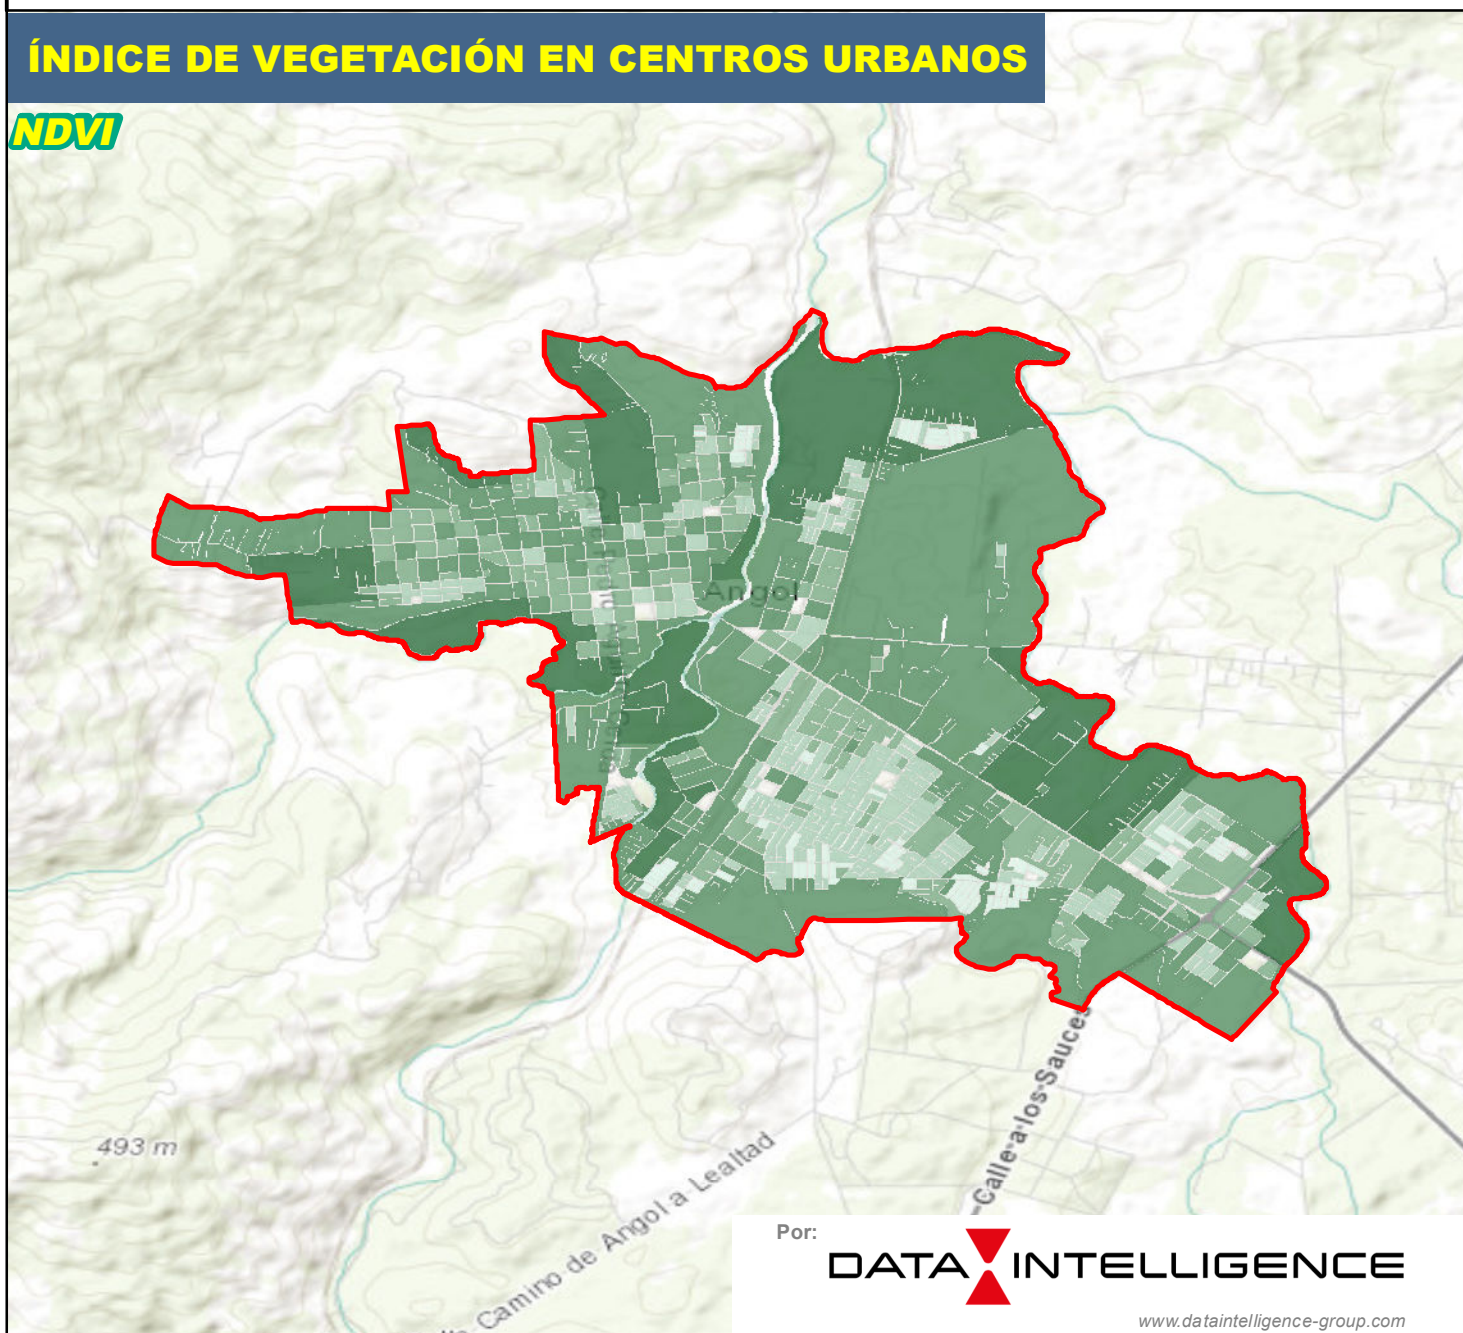 ÍNDICE DE VEGETACIÓN EN CENTROS URBANOS
NDVI
Angol
493 m
Camino de Angol a Lealtad
Calle-a-los-Sauces
Por:
DATA INTELLIGENCE
www.dataintelligence-group.com